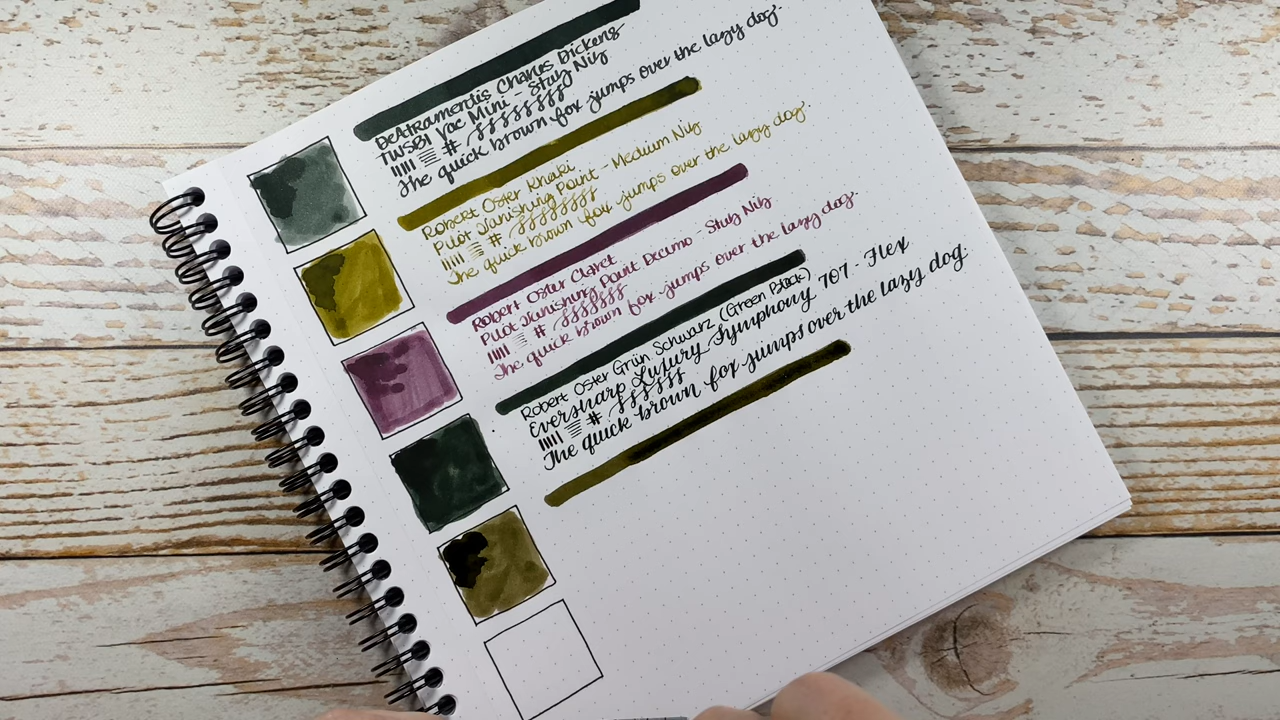 DeAtramentis Charles Dickens
TWSBI Vac Mini - Stub Nib
#
The quick brown fox jumps over the lazy dog.
Robert Oster Khaki
Pilot Vanishing Point - Medium Nib
#
The quick brown fox jumps over the lazy dog.
Robert Oster Claret
Pilot Vanishing Point Decimo - Stub Nib
#
The quick brown fox jumps over the lazy dog.
Robert Oster Grün Schwarz (Green Black)
Eversharp Luxury Symphony 707 - Flex
#
The quick brown fox jumps over the lazy dog.